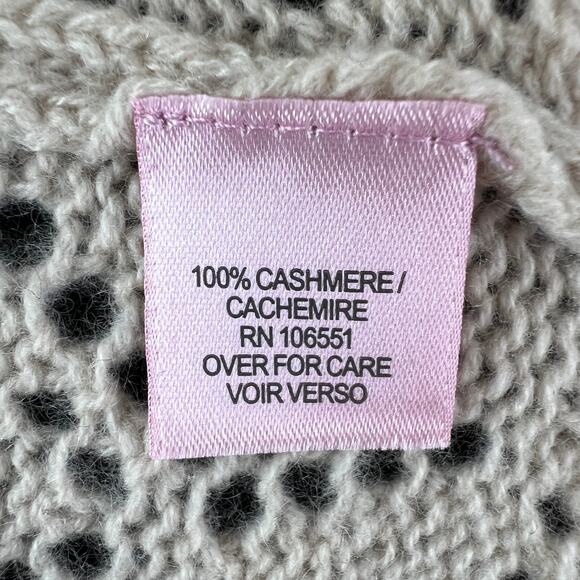 100% CASHMERE /
CACHEMIRE
RN 106551
OVER FOR CARE
VOIR VERSO